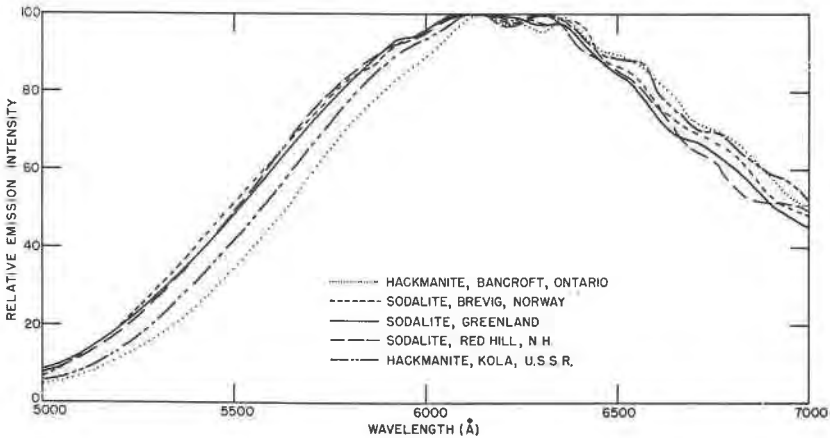 100
80
60
40
20
0
RELATIVE EMISSION INTENSITY
HACKMANITE, BANCROFT, ONTARIO
SODALITE, BREVIG, NORWAY
SODALITE, GREENLAND
SODALITE, RED HILL, N.H.
HACKMANITE, KOLA, U.S.S.R.
5000
5500
6000
6500
7000
WAVELENGTH (Å)